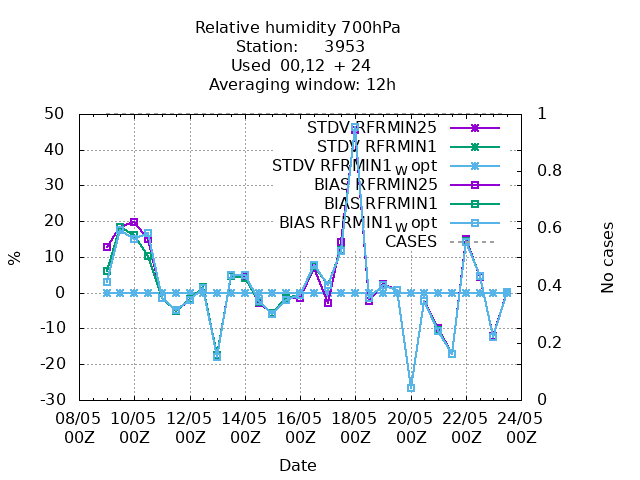 Relative humidity 700hPa
Station: 3953
Used 00,12 + 24
Averaging window: 12h
50 1
STDV RFRMIN25
40
STDV RFRMIN1
STDV RFRMIN1w opt
0.8
30
BIAS RFRMIN25
BIAS RFRMIN1
20
BIAS RFRMIN1w opt
0.6
CASES
10
%
No cases
0 0.4
-10
-20 0.2
-30 0
08/05 10/05 12/05 14/05 16/05 18/05 20/05 22/05 24/05
00Z 00Z 00Z 00Z 00Z 00Z 00Z 00Z 00Z
Date